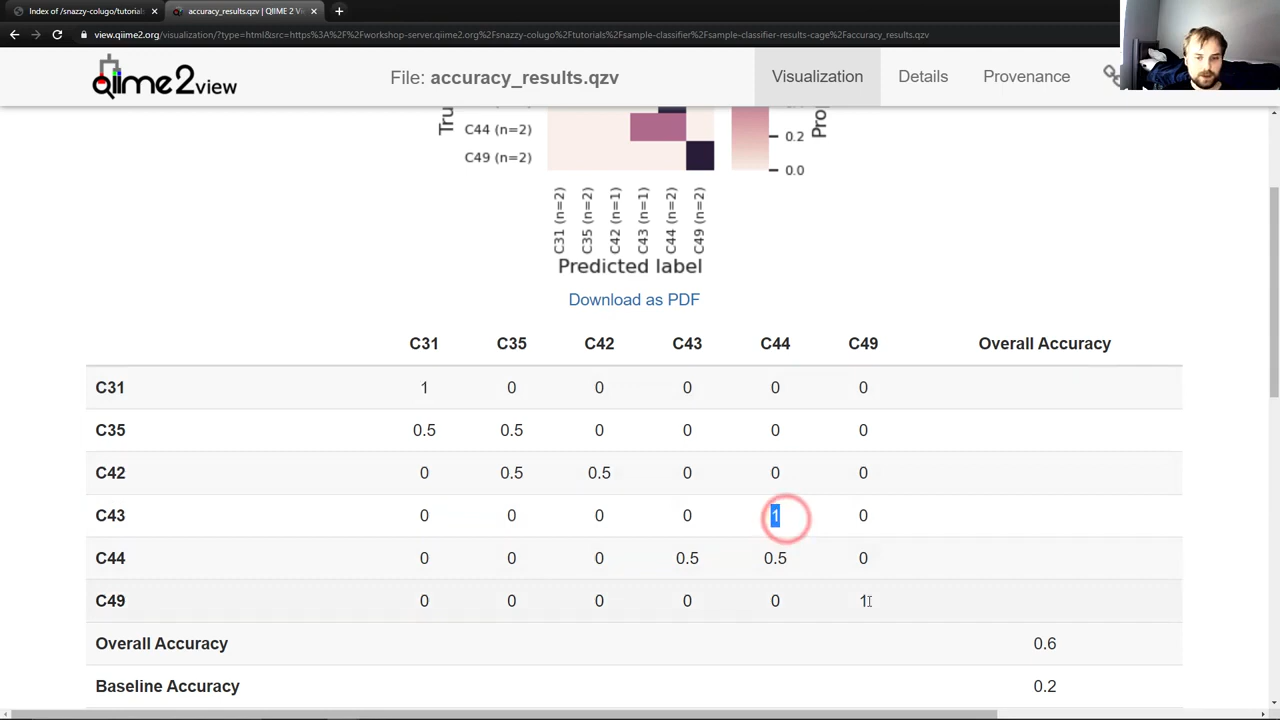 Index of /snazzy-colugo/tutorials
accuracy_results.qzv | QIIME 2 Vi
view.qiime2.org/visualization/?type=html&src=https%3A%2F%2Fworkshop-server.qiime2.org%2Fsnazzy-colugo%2Ftutorials%2Fsample-classifier%2Fsample-classifier-results-cage%2Faccuracy_results.qzv
qiime2view
File: accuracy_results.qzv
Visualization
Details
Provenance
Tru
C44 (n=2)
C49 (n=2)
0.2
0.0
Prop
C31 (n=2)
C35 (n=2)
C42 (n=1)
C43 (n=1)
C44 (n=2)
C49 (n=2)
Predicted label
Download as PDF
C31 C35 C42 C43 C44 C49 Overall Accuracy
C31 1 0 0 0 0 0
C35 0.5 0.5 0 0 0 0
C42 0 0.5 0.5 0 0 0
C43 0 0 0 0 1 0
C44 0 0 0 0.5 0.5 0
C49 0 0 0 0 0 1
Overall Accuracy 0.6
Baseline Accuracy 0.2